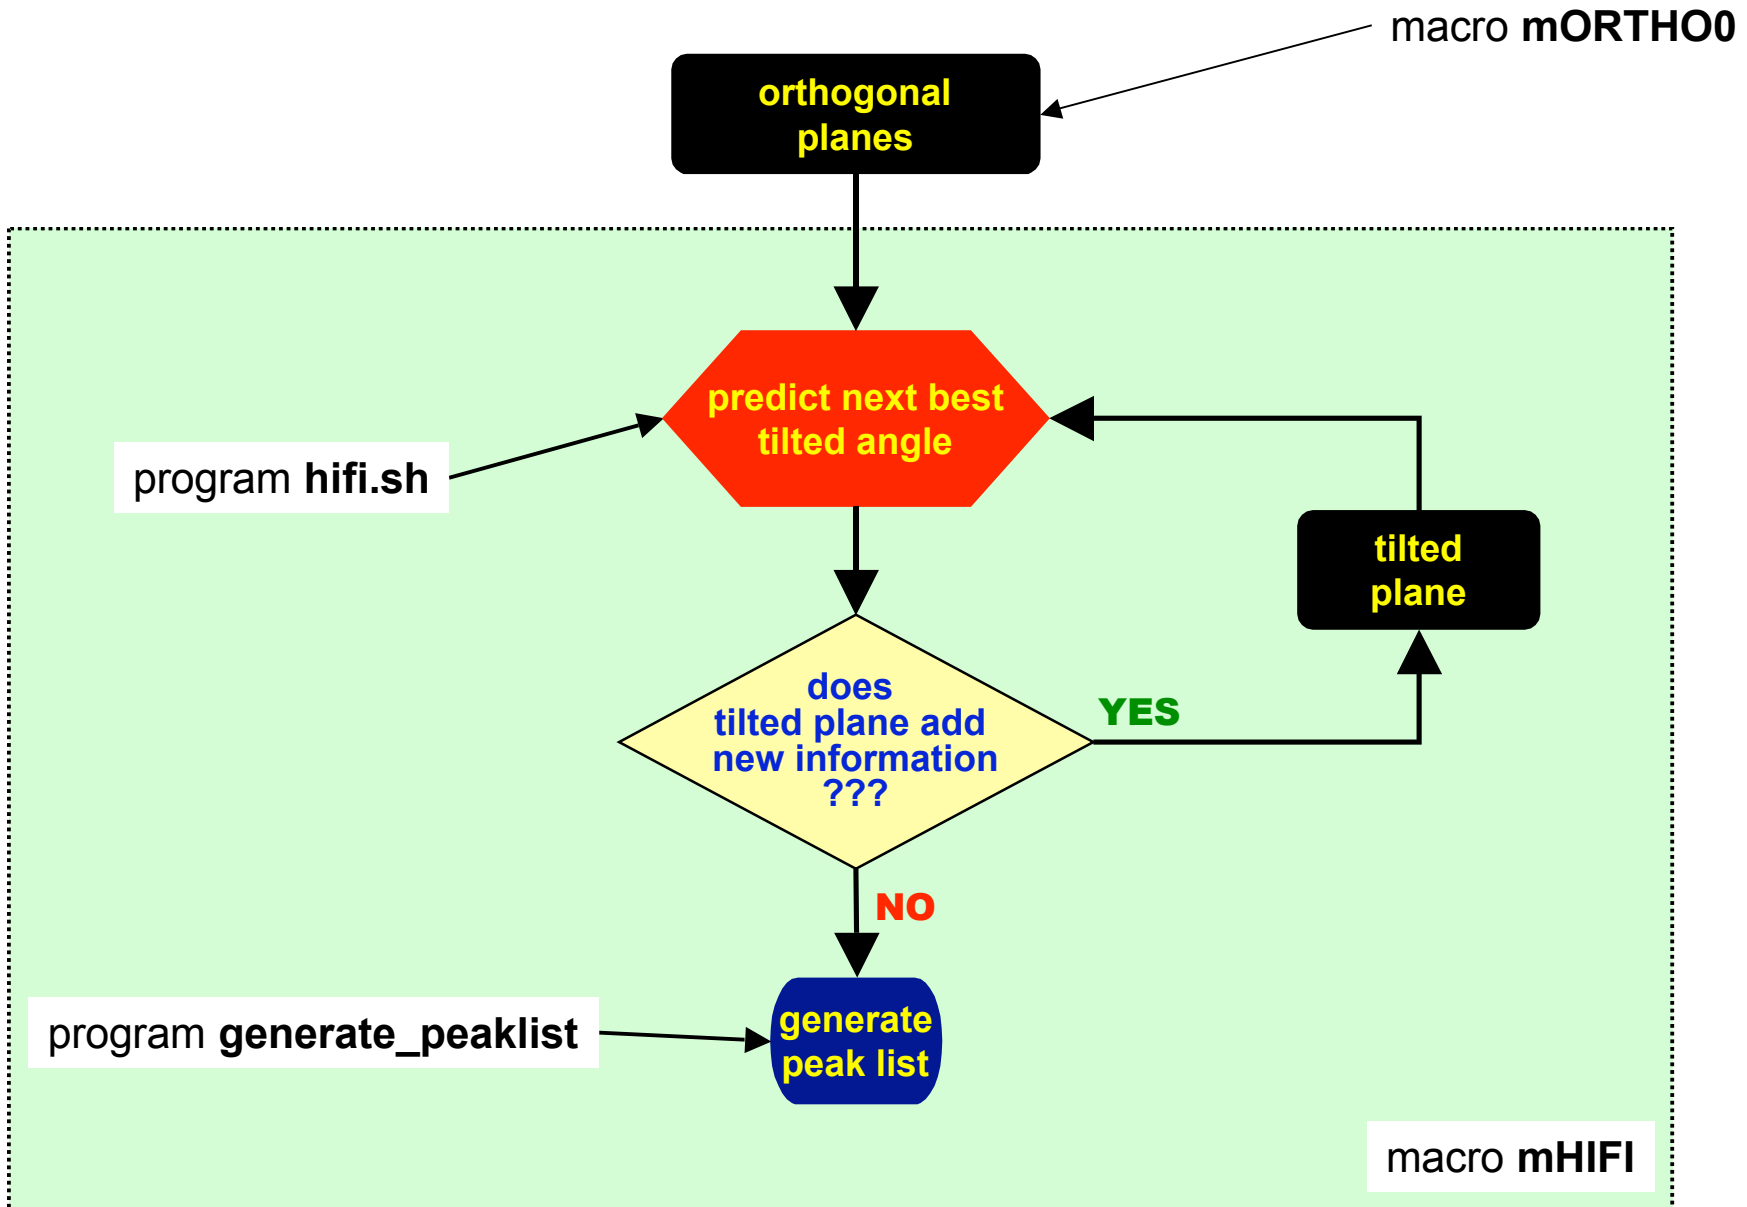 macro mORTHO0
orthogonal
planes
predict next best
tilted angle
program hifi.sh
tilted
plane
does
tilted plane add
new information
???
YES
NO
generate
peak list
program generate_peaklist
macro mHIFI